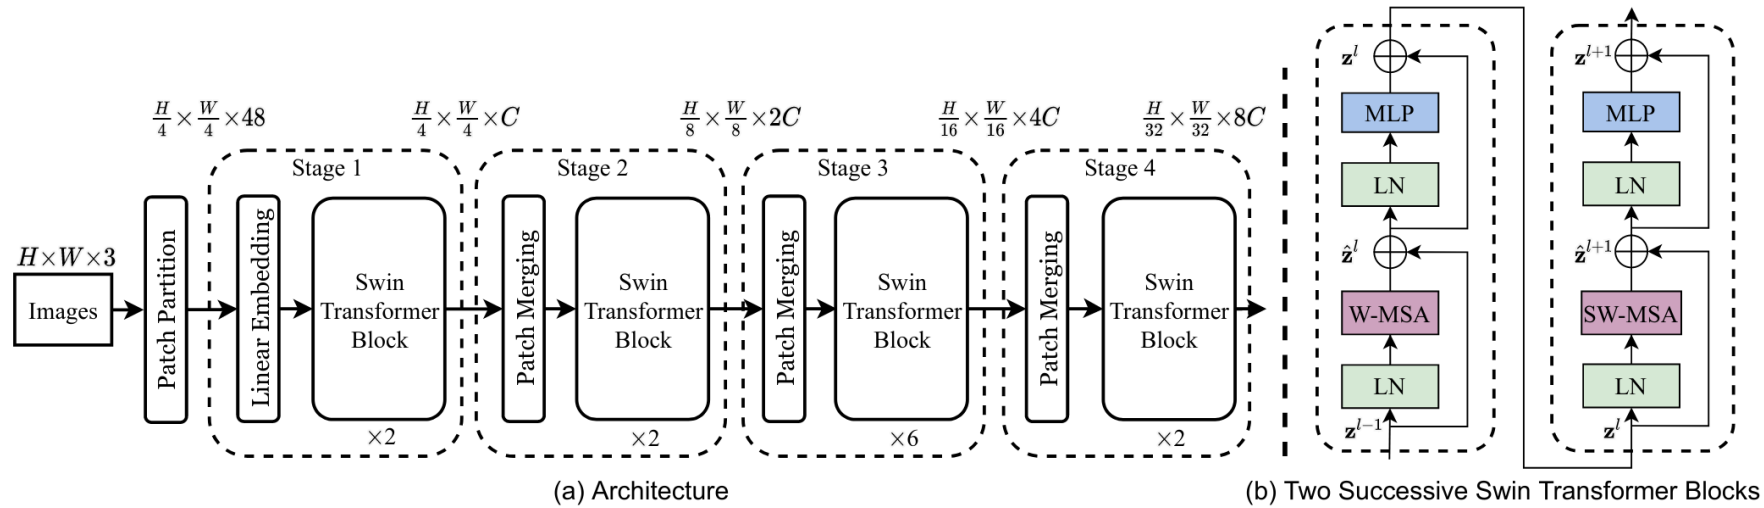 H×W×3
Images
H/4 × W/4 × 48
Patch Partition
Stage 1
Linear Embedding
Swin
Transformer
Block
×2
H/4 × W/4 × C
Stage 2
Patch Merging
Swin
Transformer
Block
×2
H/8 × W/8 × 2C
Stage 3
Patch Merging
Swin
Transformer
Block
×6
H/16 × W/16 × 4C
Stage 4
Patch Merging
Swin
Transformer
Block
×2
H/32 × W/32 × 8C
(a) Architecture
z^l
MLP
LN
ẑ^l
W-MSA
LN
z^{l-1}
z^{l+1}
MLP
LN
ẑ^{l+1}
SW-MSA
LN
z^l
(b) Two Successive Swin Transformer Blocks